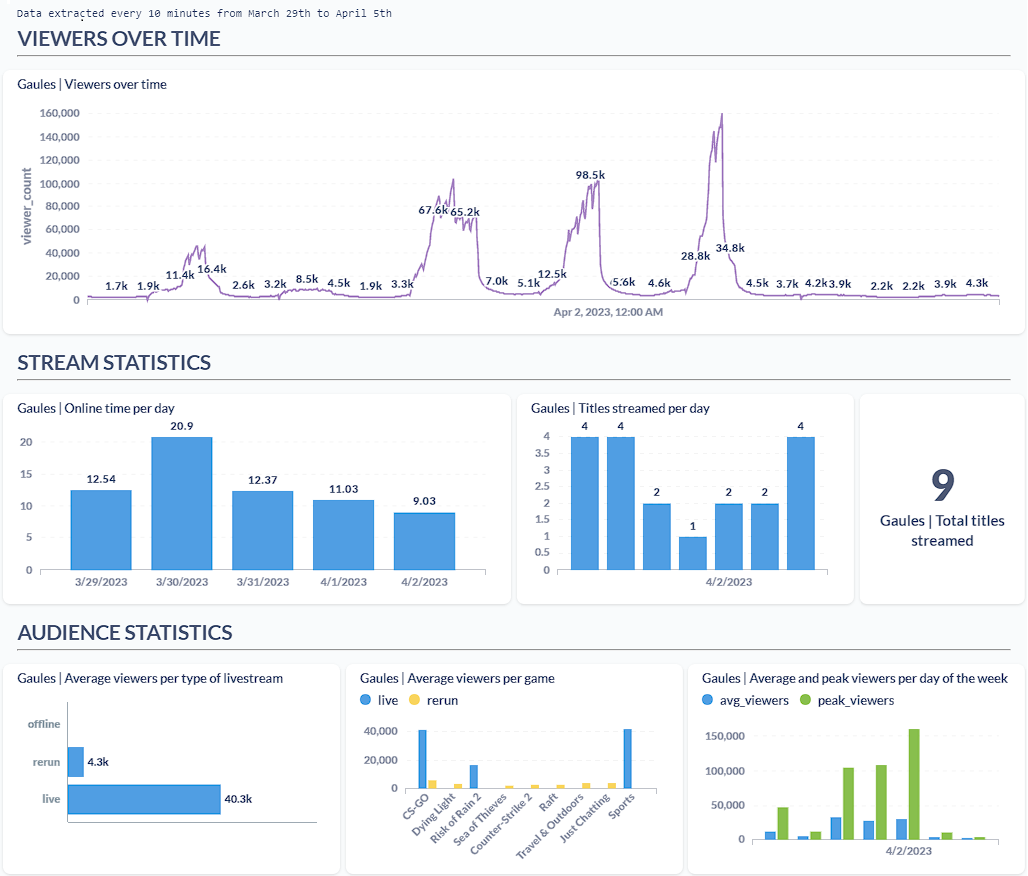 Data extracted every 10 minutes from March 29th to April 5th
VIEWERS OVER TIME
Gaules | Viewers over time
viewer_count
160,000
140,000
120,000
100,000
80,000
60,000
40,000
20,000
0
1.7k 1.9k 11.4k 16.4k 2.6k 3.2k 8.5k 4.5k 1.9k 3.3k 67.6k 65.2k 7.0k 5.1k 12.5k 98.5k 5.6k 4.6k 28.8k 34.8k 4.5k 3.7k 4.2k 3.9k 2.2k 2.2k 3.9k 4.3k
Apr 2, 2023, 12:00 AM
STREAM STATISTICS
Gaules | Online time per day
20
15
10
5
0
12.54 20.9 12.37 11.03 9.03
3/29/2023 3/30/2023 3/31/2023 4/1/2023 4/2/2023
Gaules | Titles streamed per day
4
3.5
3
2.5
2
1.5
1
0.5
0
4 4 2 1 2 2 4
4/2/2023
9
Gaules | Total titles
streamed
AUDIENCE STATISTICS
Gaules | Average viewers per type of livestream
offline
rerun 4.3k
live 40.3k
Gaules | Average viewers per game
live rerun
40,000
20,000
0
CS-GO
Dying Light
Risk of Rain 2
Sea of Thieves
Counter-Strike 2
Raft
Travel & Outdoors
Just Chatting
Sports
Gaules | Average and peak viewers per day of the week
avg_viewers peak_viewers
150,000
100,000
50,000
0
4/2/2023